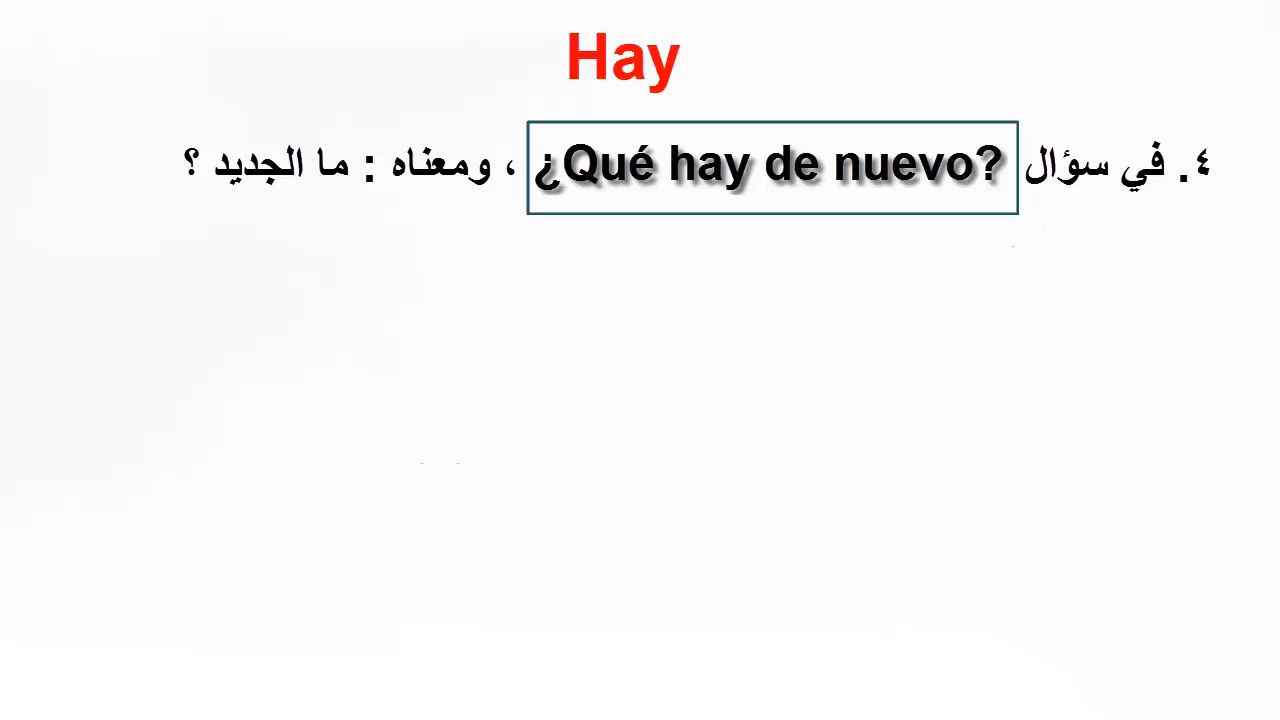 Hay
٤. في سؤال ¿Qué hay de nuevo? ، ومعناه : ما الجديد ؟